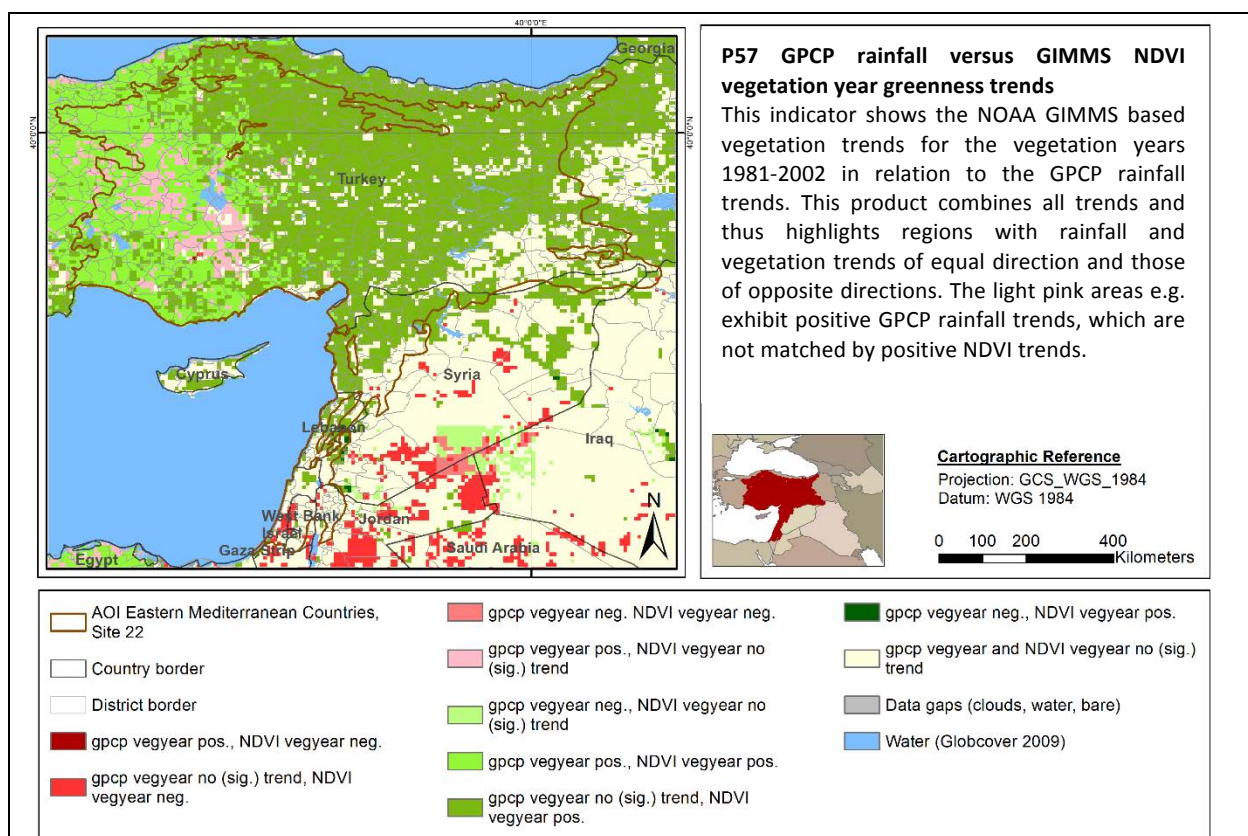 40°0'0"E
Georgia
40°0'0"N
40°0'0"N
Turkey
Cyprus
Syria
Lebanon
Iraq
West Bank
Israel
Jordan
Gaza Strip
Saudi Arabia
Egypt
N
40°0'0"E
P57 GPCP rainfall versus GIMMS NDVI
vegetation year greenness trends
This indicator shows the NOAA GIMMS based
vegetation trends for the vegetation years
1981-2002 in relation to the GPCP rainfall
trends. This product combines all trends and
thus highlights regions with rainfall and
vegetation trends of equal direction and those
of opposite directions. The light pink areas e.g.
exhibit positive GPCP rainfall trends, which are
not matched by positive NDVI trends.
Cartographic Reference
Projection: GCS_WGS_1984
Datum: WGS 1984
0 100 200 400
Kilometers
AOI Eastern Mediterranean Countries,
Site 22
Country border
District border
gpcp vegyear pos., NDVI vegyear neg.
gpcp vegyear no (sig.) trend, NDVI
vegyear neg.
gpcp vegyear neg. NDVI vegyear neg.
gpcp vegyear pos., NDVI vegyear no
(sig.) trend
gpcp vegyear neg., NDVI vegyear no
(sig.) trend
gpcp vegyear pos., NDVI vegyear pos.
gpcp vegyear no (sig.) trend, NDVI
vegyear pos.
gpcp vegyear neg., NDVI vegyear pos.
gpcp vegyear and NDVI vegyear no (sig.)
trend
Data gaps (clouds, water, bare)
Water (Globcover 2009)